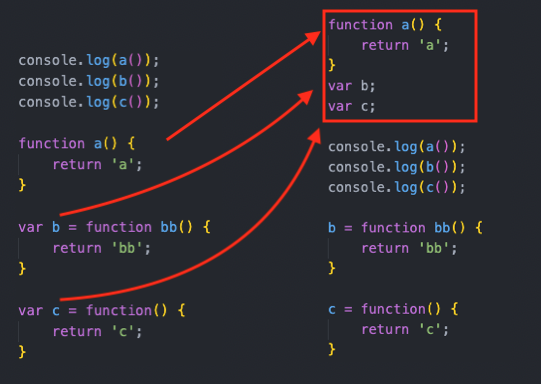 console.log(a());
console.log(b());
console.log(c());
function a() {
    return 'a';
}
var b = function bb() {
    return 'bb';
}
var c = function() {
    return 'c';
}
function a() {
    return 'a';
}
var b;
var c;
console.log(a());
console.log(b());
console.log(c());
b = function bb() {
    return 'bb';
}
c = function() {
    return 'c';
}